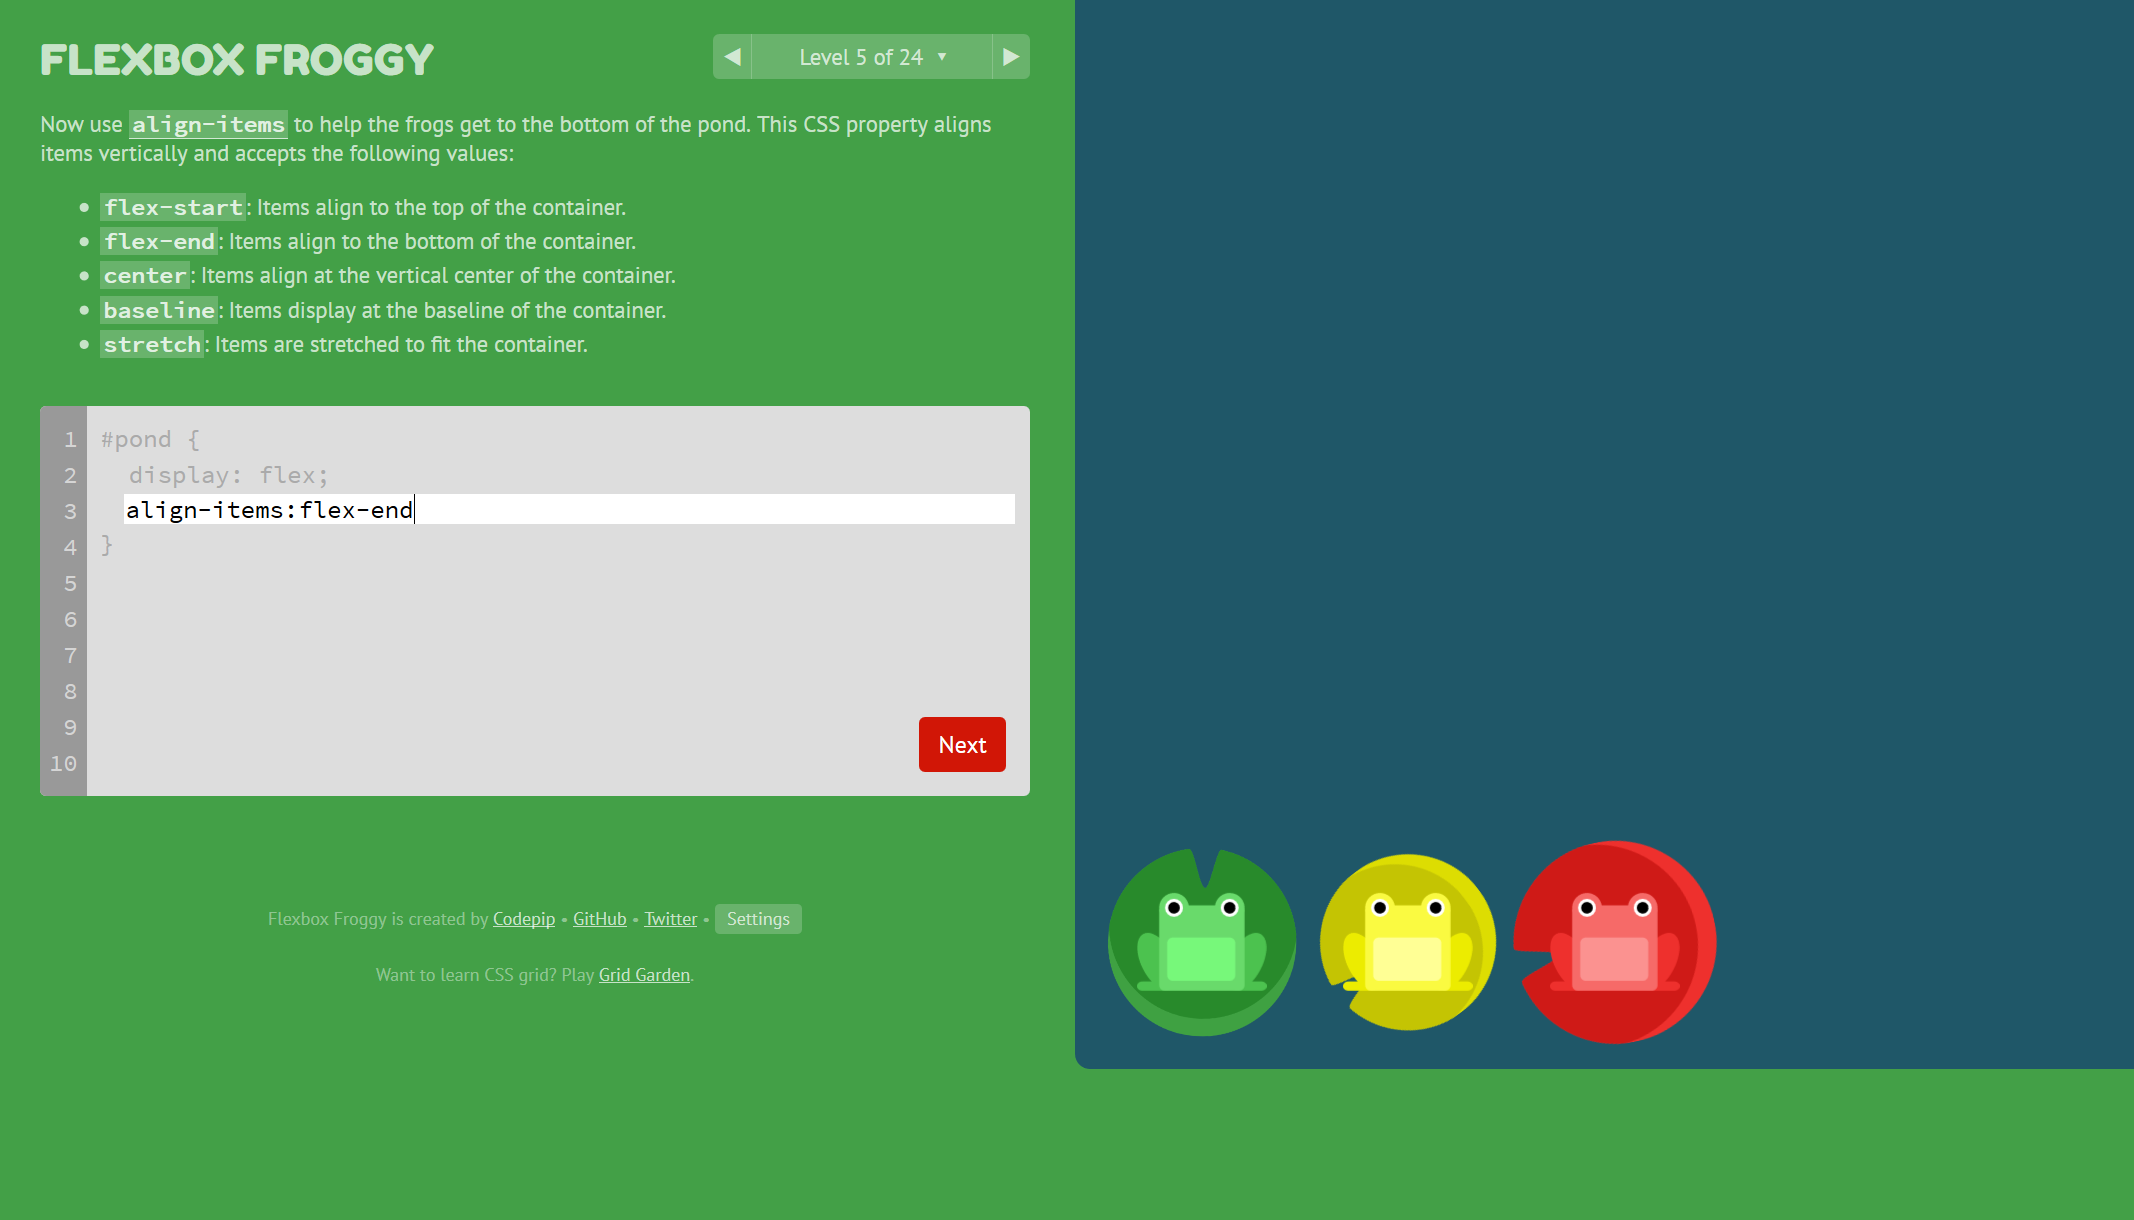 FLEXBOX FROGGY
◀ Level 5 of 24 ▼ ▶
Now use align-items to help the frogs get to the bottom of the pond. This CSS property aligns
items vertically and accepts the following values:
• flex-start: Items align to the top of the container.
• flex-end: Items align to the bottom of the container.
• center: Items align at the vertical center of the container.
• baseline: Items display at the baseline of the container.
• stretch: Items are stretched to fit the container.
1 #pond {
2 display: flex;
3 align-items:flex-end
4 }
5
6
7
8
9
10
Next
Flexbox Froggy is created by Codepip • GitHub • Twitter • Settings
Want to learn CSS grid? Play Grid Garden.